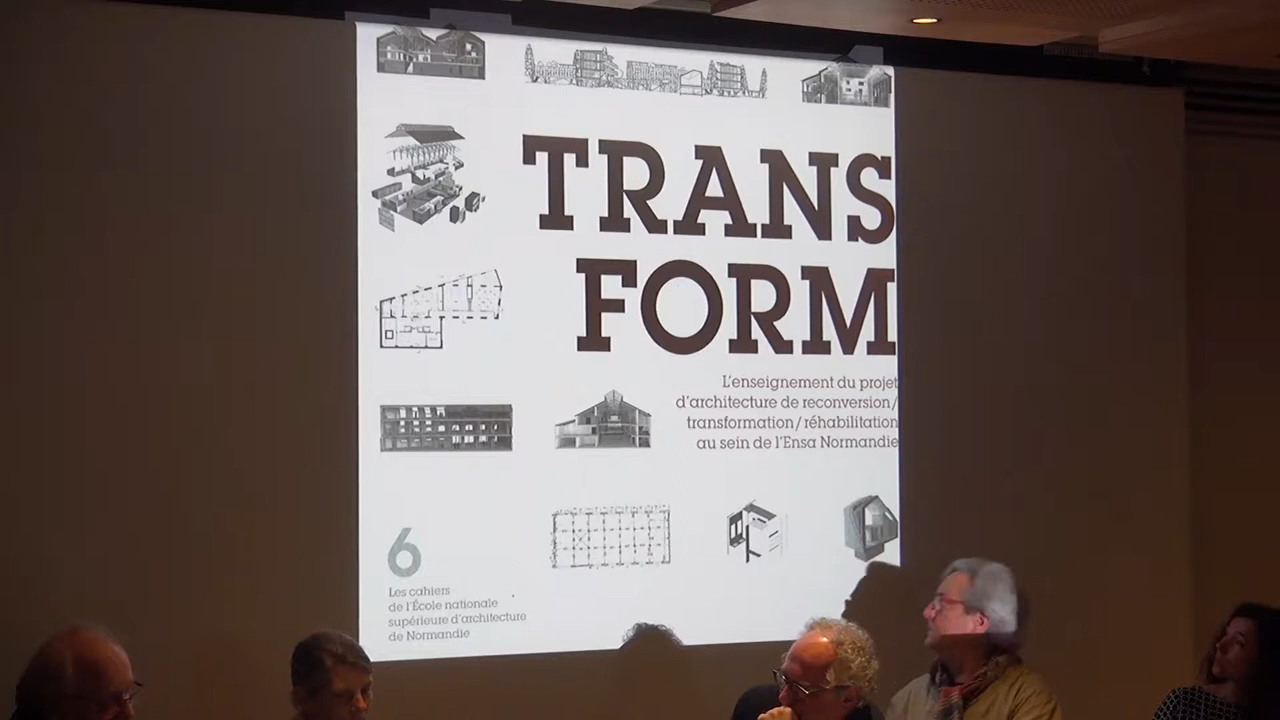 TRANS
FORM
L'enseignement du projet
d'architecture de reconversion/
transformation/réhabilitation
au sein de l'Ensa Normandie
6
Les cahiers
de l'École nationale
supérieure d'architecture
de Normandie